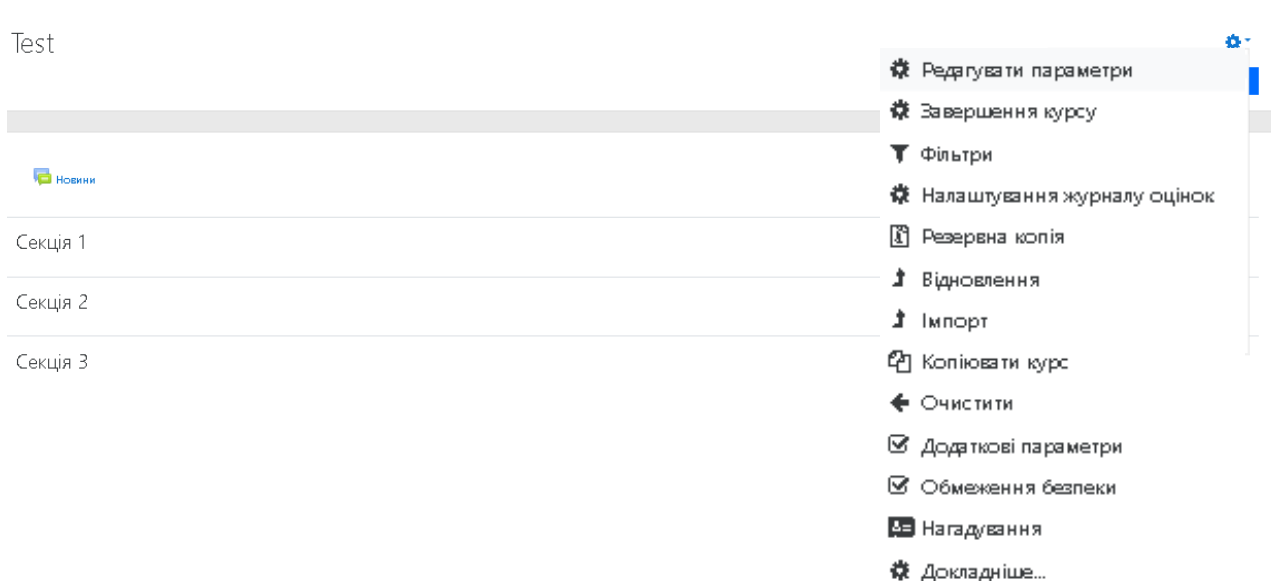 Test
Редагувати параметри
Завершення курсу
Фільтри
Налаштування журналу оцінок
Резервна копія
Відновлення
Імпорт
Копіювати курс
Очистити
Додаткові параметри
Обмеження безпеки
Нагадування
Докладніше...
Новини
Секція 1
Секція 2
Секція 3